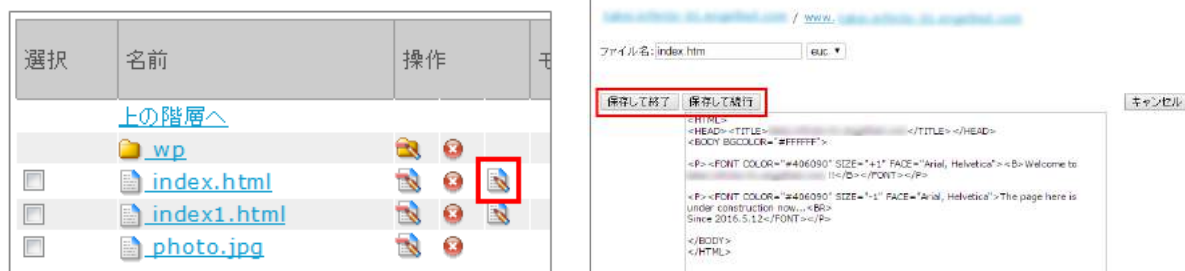 選択 名前 操作 モ
上の階層へ
wp
index.html
index1.html
photo.jpg
/ www.
ファイル名: index.htm euc ▼
保存して終了 保存して続行 キャンセル
<HTML>
<HEAD><TITLE> </TITLE></HEAD>
<BODY BGCOLOR="#FFFFFF">
<P><FONT COLOR="#406090" SIZE="+1" FACE="Arial, Helvetica"><B>Welcome to
!!</B></FONT></P>
<P><FONT COLOR="#406090" SIZE="-1" FACE="Arial, Helvetica">The page here is
under construction now...<BR>
Since 2016.5.12</FONT></P>
</BODY>
</HTML>